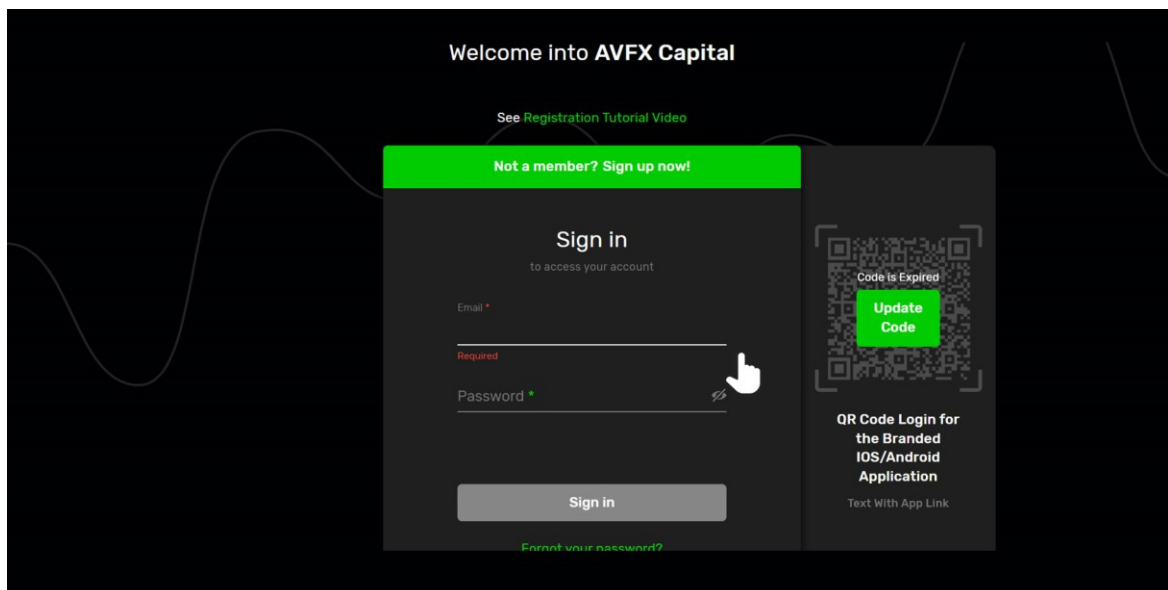 Welcome into AVFX Capital
See Registration Tutorial Video
Not a member? Sign up now!
Sign in
to access your account
Email *
Required
Password *
Sign in
Forgot your password?
Code is Expired
Update
Code
QR Code Login for
the Branded
IOS/Android
Application
Text With App Link